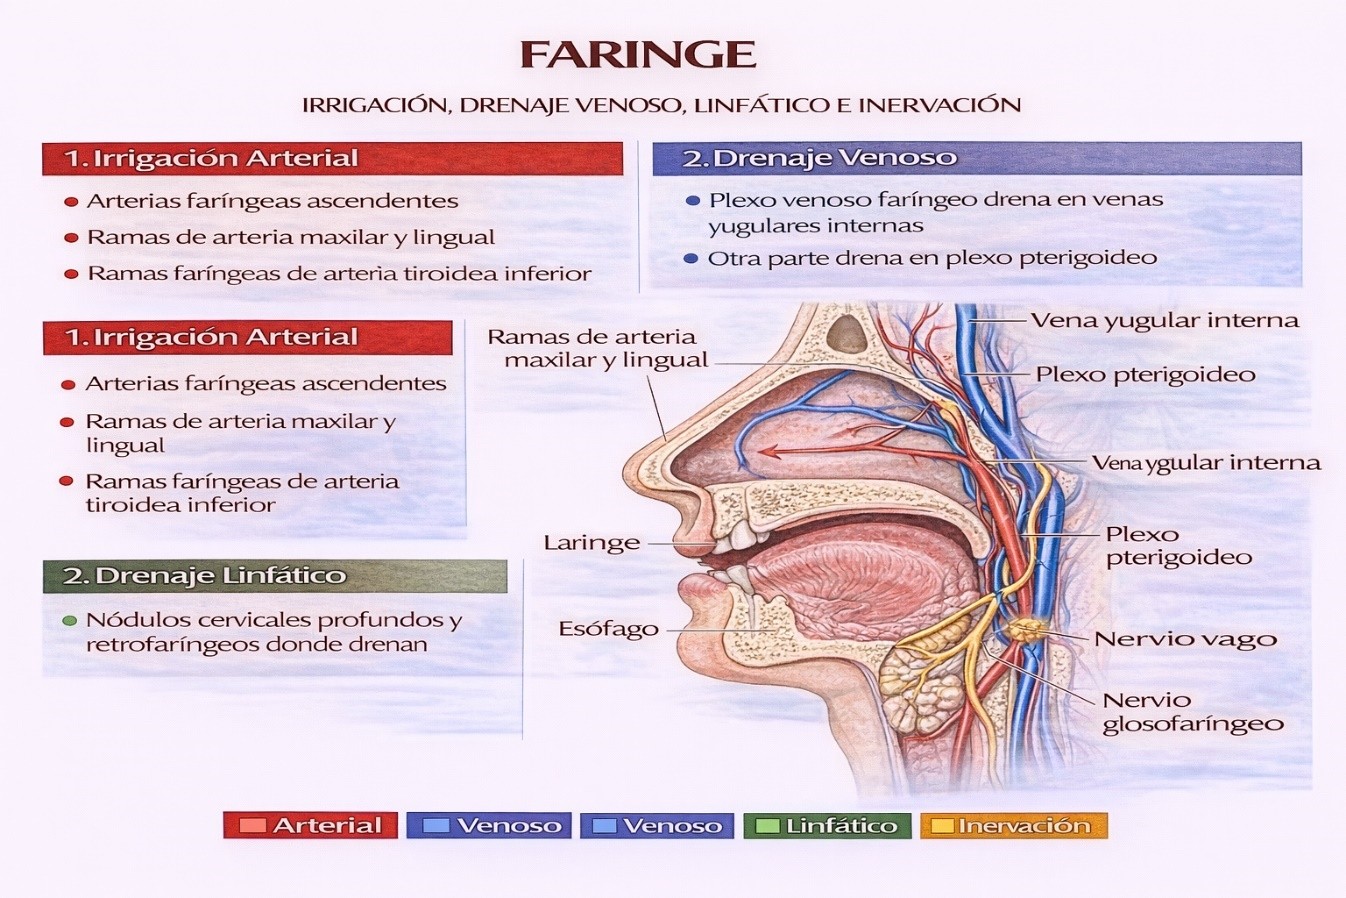 FARINGE
IRRIGACIÓN, DRENAJE VENOSO, LINFÁTICO E INERVACIÓN
1. Irrigación Arterial
Arterias faríngeas ascendentes
Ramas de arteria maxilar y lingual
Ramas faríngeas de arteria tiroidea inferior
2. Drenaje Venoso
Plexo venoso faríngeo drena en venas
yugulares internas
Otra parte drena en plexo pterigoideo
1. Irrigación Arterial
Arterias faríngeas ascendentes
Ramas de arteria maxilar y
lingual
Ramas faríngeas de arteria
tiroidea inferior
2. Drenaje Linfático
Nódulos cervicales profundos y
retrofaríngeos donde drenan
Ramas de arteria
maxilar y lingual
Laringe
Esófago
Vena yugular interna
Plexo pterigoideo
Vena ygiular interna
Plexo
pterigoideo
Nervio vago
Nervio
glosofaríngeo
Arterial
Venoso
Venoso
Linfático
Inervación